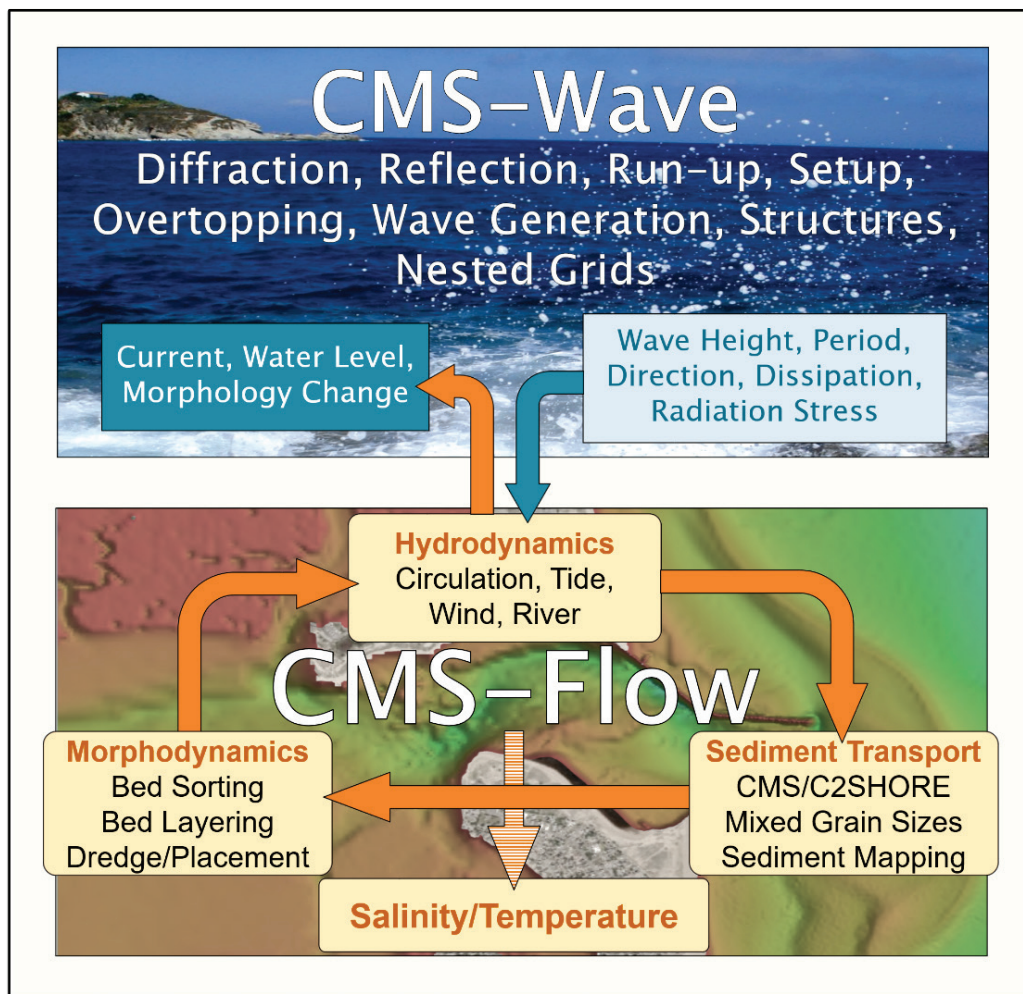 CMS-Wave
Diffraction, Reflection, Run-up, Setup,
Overtopping, Wave Generation, Structures,
Nested Grids
Current, Water Level,
Morphology Change
Wave Height, Period,
Direction, Dissipation,
Radiation Stress
Hydrodynamics
Circulation, Tide,
Wind, River
CMS-Flow
Morphodynamics
Bed Sorting
Bed Layering
Dredge/Placement
Sediment Transport
CMS/C2SHORE
Mixed Grain Sizes
Sediment Mapping
Salinity/Temperature